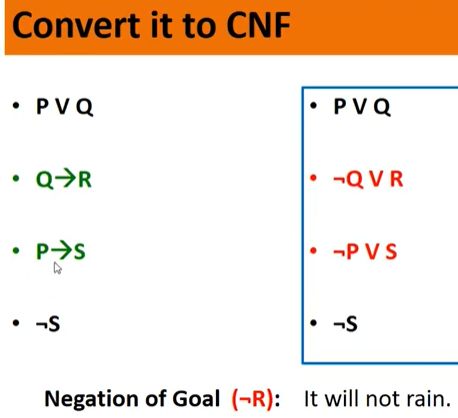 Convert it to CNF
• P V Q
• Q→R
• P→S
• ¬S
• P V Q
• ¬Q V R
• ¬P V S
• ¬S
Negation of Goal (¬R): It will not rain.